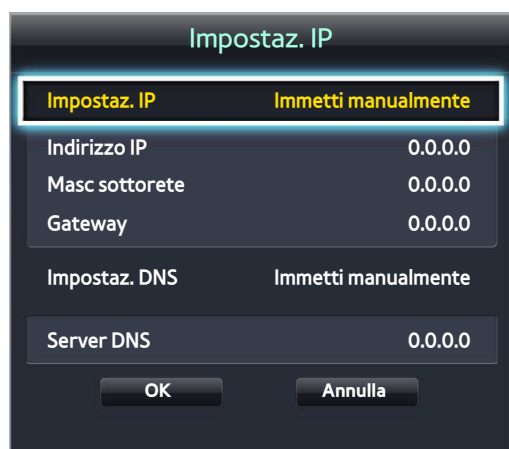 Impostaz. IP
Impostaz. IP Immetti manualmente
Indirizzo IP 0.0.0.0
Masc sottorete 0.0.0.0
Gateway 0.0.0.0
Impostaz. DNS Immetti manualmente
Server DNS 0.0.0.0
OK Annulla